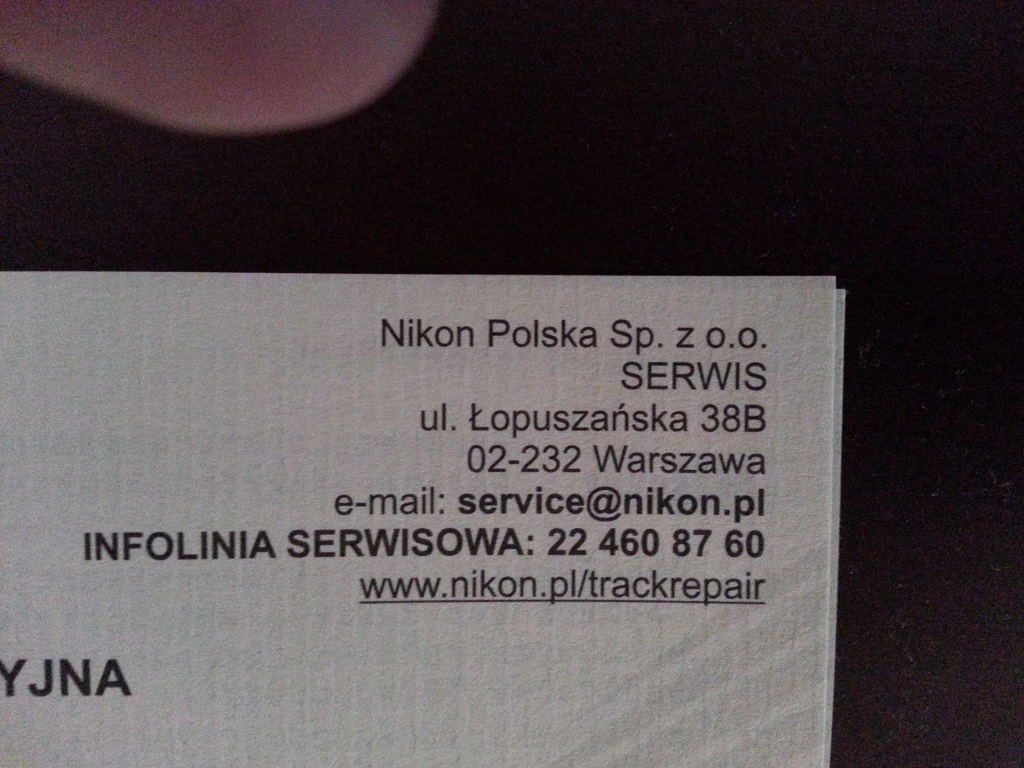 Nikon Polska Sp. z o.o.
SERWIS
ul. Łopuszańska 38B
02-232 Warszawa
e-mail: service@nikon.pl
INFOLINIA SERWISOWA: 22 460 87 60
www.nikon.pl/trackrepair
YJNA